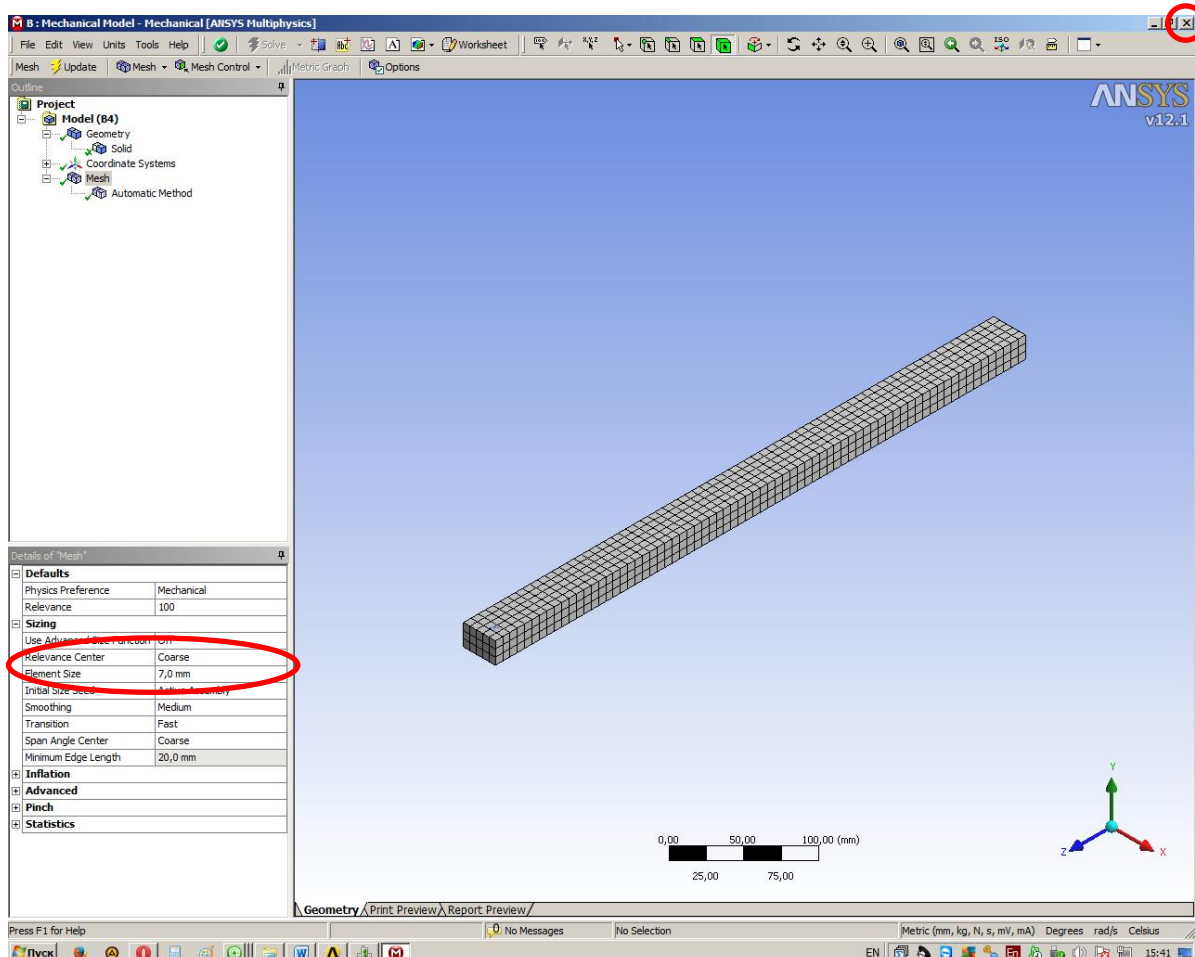 B : Mechanical Model - Mechanical [ANSYS Multiphysics]
File Edit View Units Tools Help Solve Worksheet
Mesh Update Mesh Mesh Control Metric Graph Options
Outline
Project
Model (B4)
Geometry
Solid
Coordinate Systems
Mesh
Automatic Method
ANSYS
v12.1
Details of "Mesh"
Defaults
Physics Preference Mechanical
Relevance 100
Sizing
Use Advanced Size Function Off
Relevance Center Coarse
Element Size 7,0 mm
Initial Size Seed Active Assembly
Smoothing Medium
Transition Fast
Span Angle Center Coarse
Minimum Edge Length 20,0 mm
Inflation
Advanced
Pinch
Statistics
0,00 50,00 100,00 (mm)
25,00 75,00
Y
Z X
Geometry Print Preview Report Preview
Press F1 for Help 0 No Messages No Selection Metric (mm, kg, N, s, mV, mA) Degrees rad/s Celsius
Пуск EN 15:41